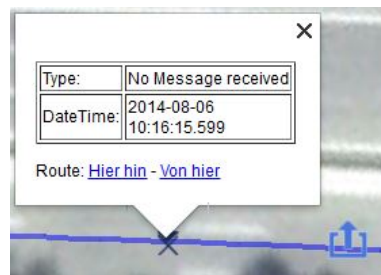 Type: No Message received
DateTime: 2014-08-06
10:16:15.599
Route: Hier hin - Von hier